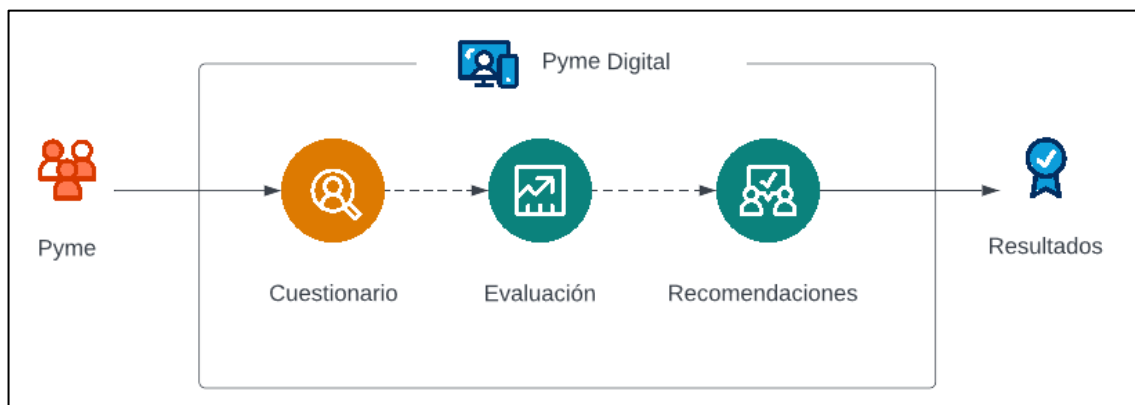 Pyme Digital
Pyme
Cuestionario
Evaluación
Recomendaciones
Resultados